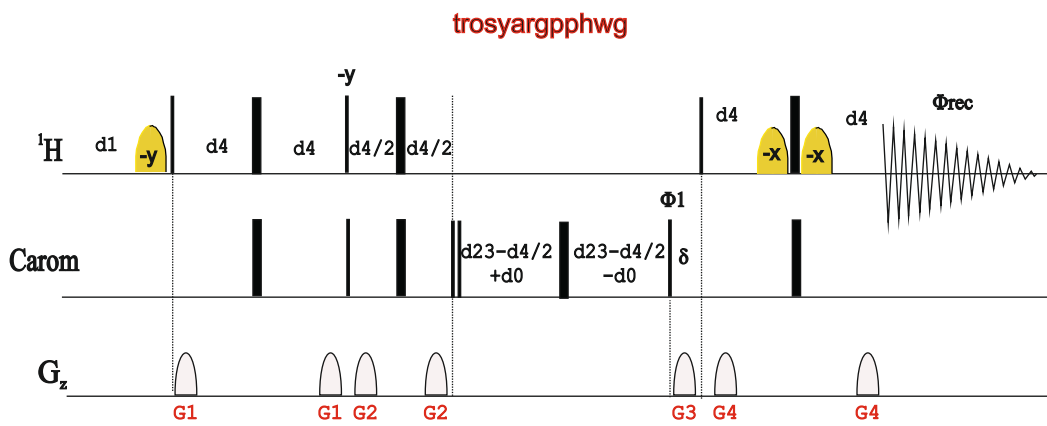 trosyargpphwg
-y
d4
Φrec
d1
d4
d4
d4/2
d4/2
d4
¹H
-y
-x
-x
Φ1
Carom
d23-d4/2
+d0
d23-d4/2
-d0
δ
Gz
G1
G1
G2
G2
G3
G4
G4